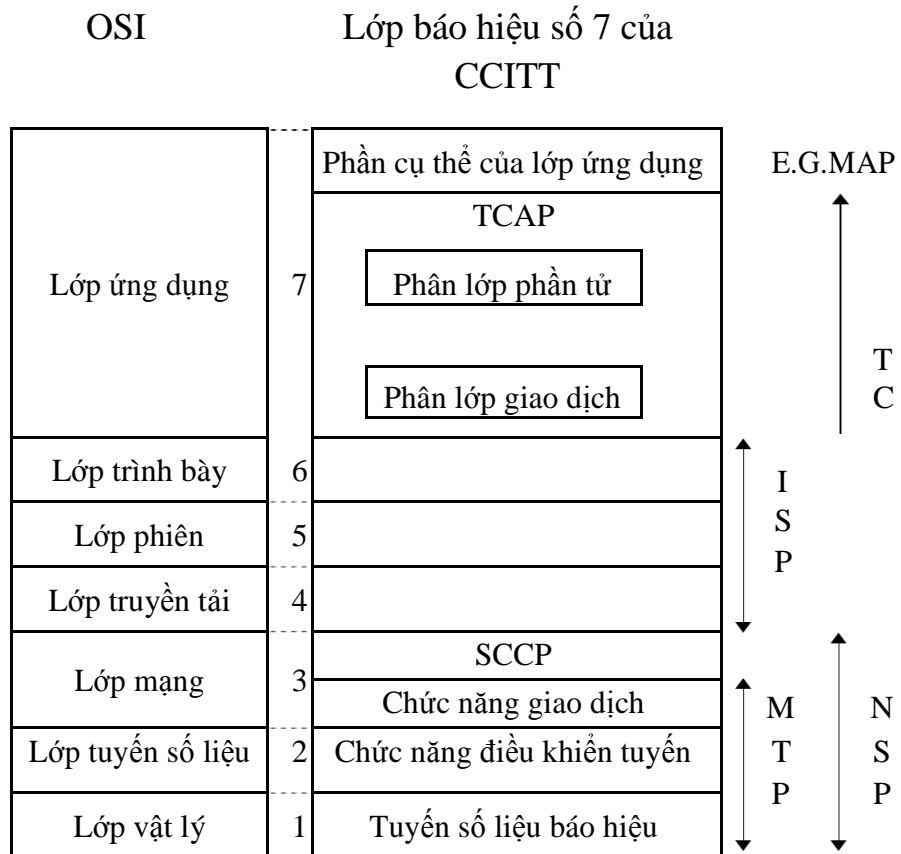 OSI
Lớp báo hiệu số 7 của
CCITT
Phần cụ thể của lớp ứng dụng
E.G.MAP
TCAP
Lớp ứng dụng
7
Phân lớp phần tử
Phân lớp giao dịch
T
C
Lớp trình bày
6
Lớp phiên
5
Lớp truyền tải
4
I
S
P
Lớp mạng
3
SCCP
Chức năng giao dịch
Lớp tuyến số liệu
2
Chức năng điều khiển tuyến
Lớp vật lý
1
Tuyến số liệu báo hiệu
M
T
P
N
S
P